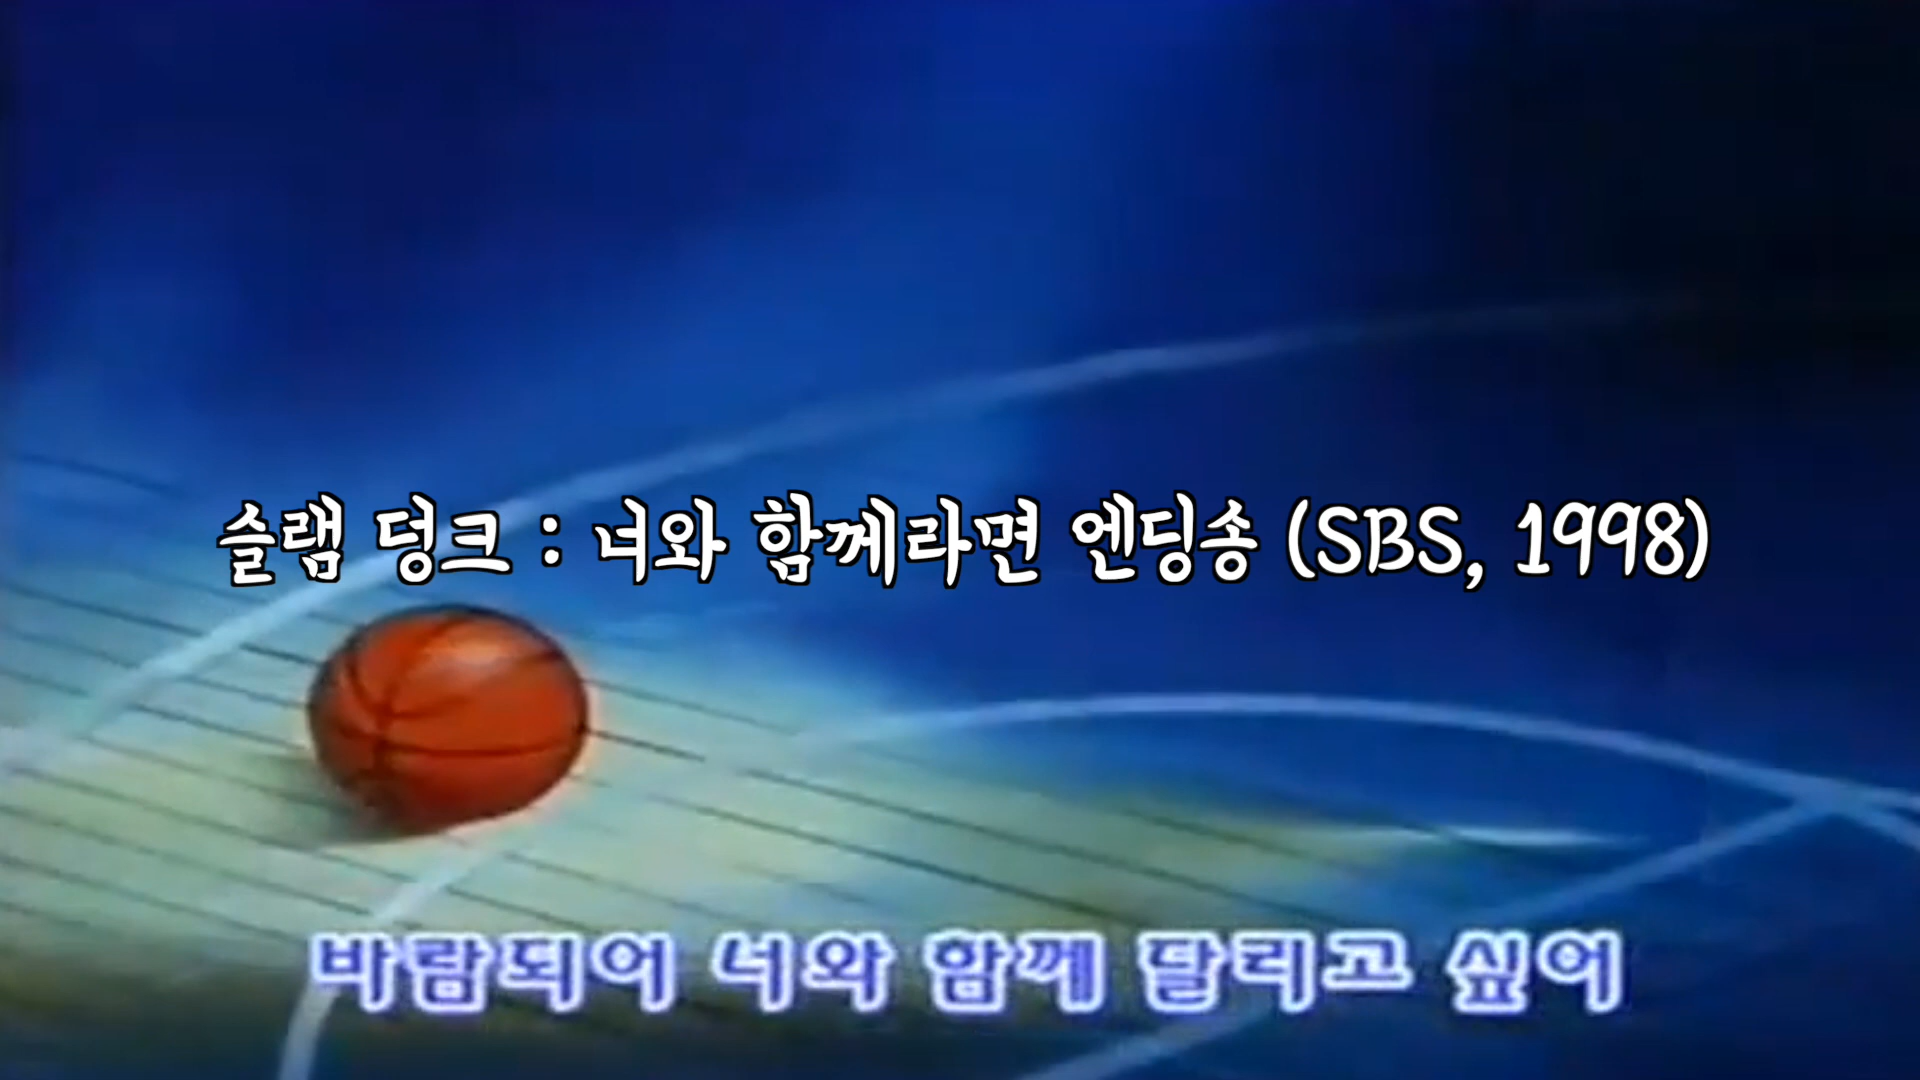 슬램 덩크 : 너와 함께라면 엔딩송 (SBS, 1998)
바람되어 너와 함께 달리고 싶어